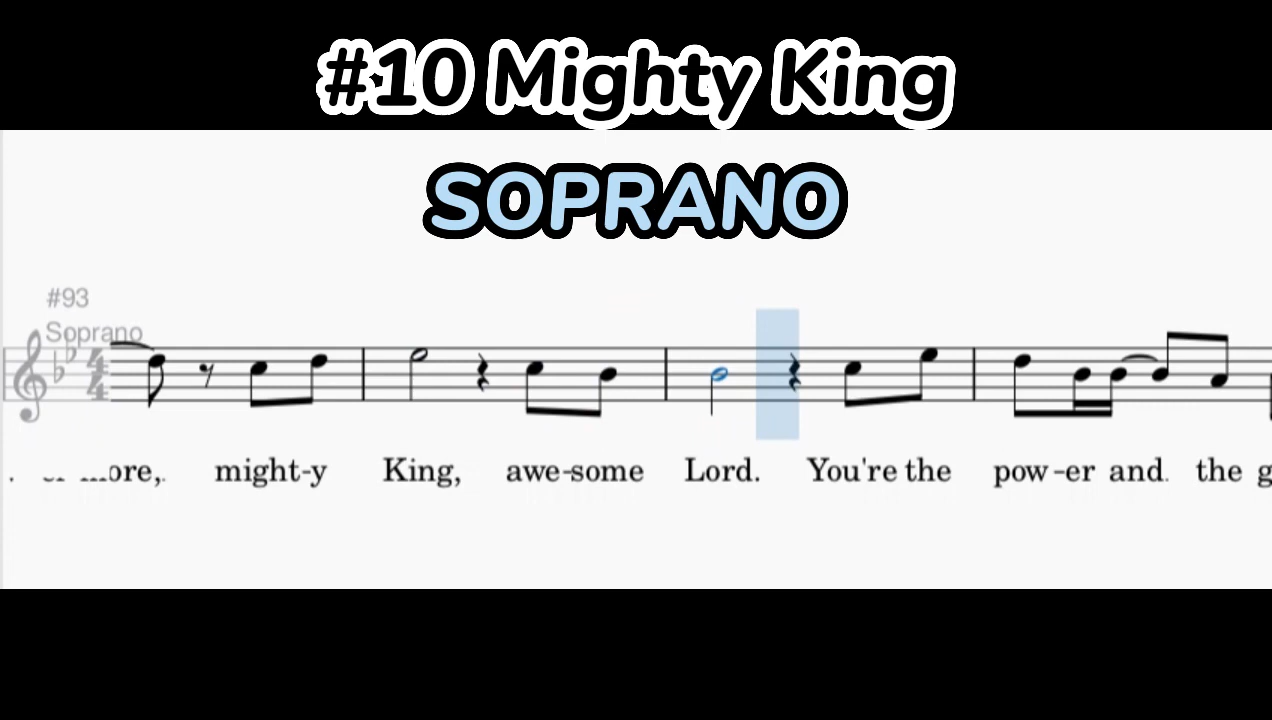 #10 Mighty King
SOPRANO
#93
Soprano
might-y King, awe-some Lord. You're the pow-er and. the